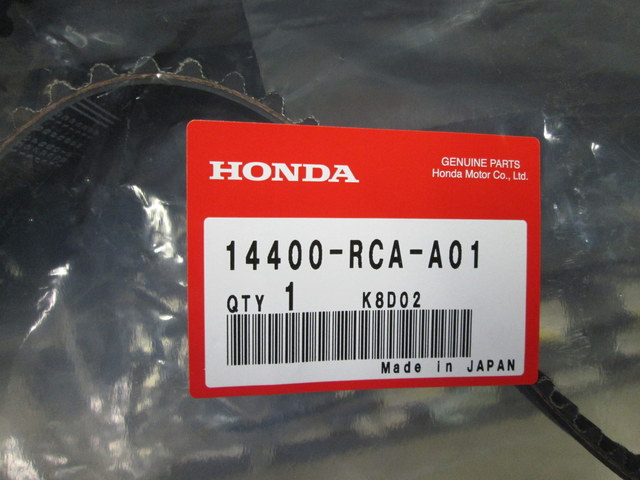 HONDA
GENUINE PARTS
Honda Motor Co., Ltd.
14400-RCA-A01
QTY 1 K8D02
Made in JAPAN